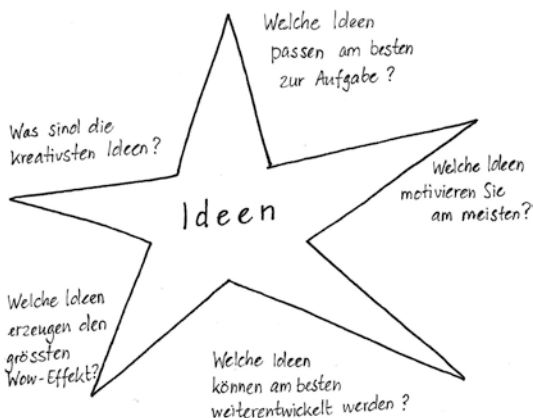 Welche Ideen
passen am besten
zur Aufgabe ?
Was sind die
kreativsten Ideen?
Welche Ideen
motivieren Sie
am meisten?
Ideen
Welche Ideen
erzeugen den
grössten
Wow-Effekt?
Welche Ideen
können am besten
weiterentwickelt werden ?